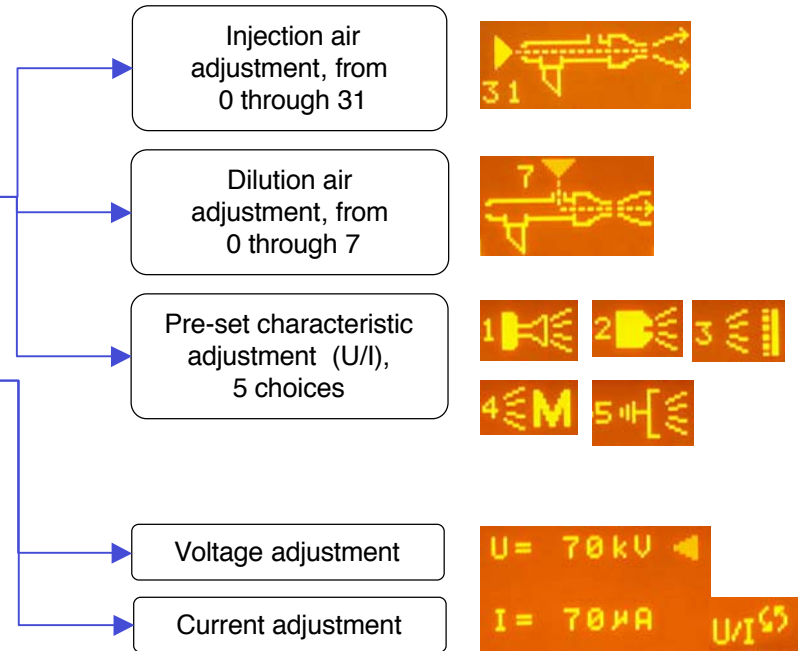 Injection air
adjustment, from
0 through 31
31
Dilution air
adjustment, from
0 through 7
7
Pre-set characteristic
adjustment (U/I),
5 choices
1
2
3
4 M
5
Voltage adjustment
U= 70kV
Current adjustment
I= 70µA
U/I